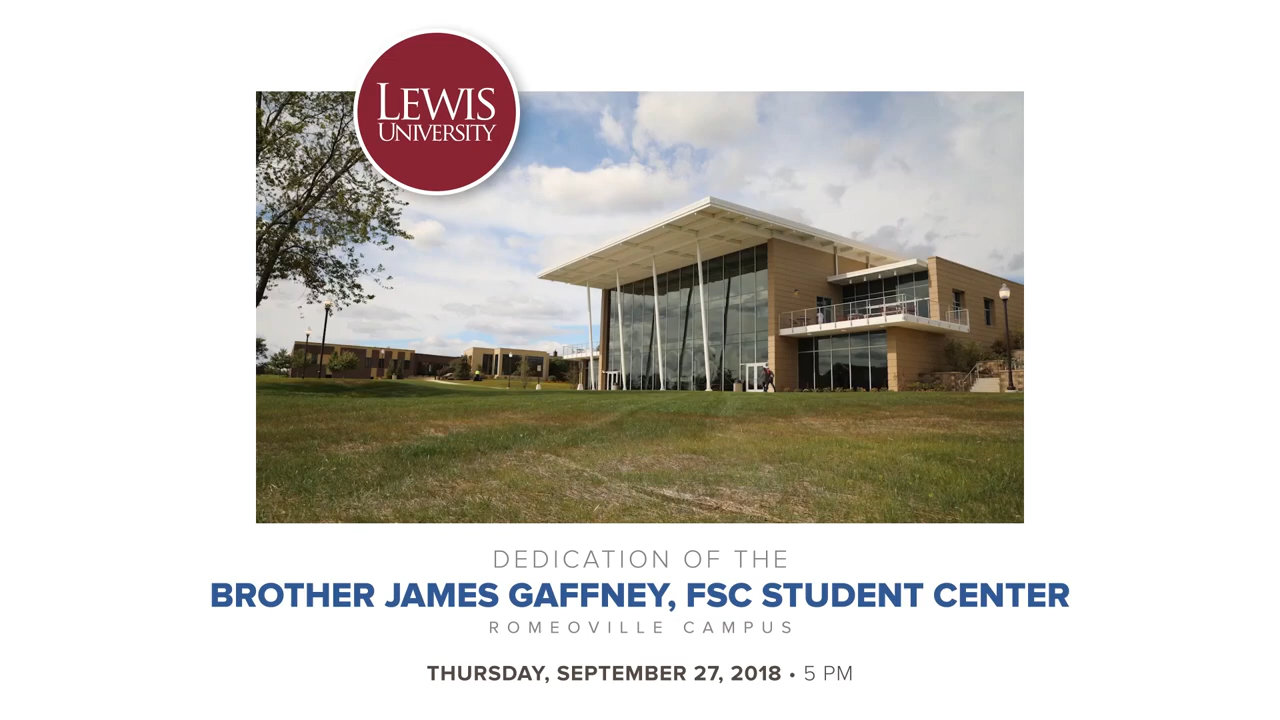 LEWIS
UNIVERSITY
DEDICATION OF THE
BROTHER JAMES GAFFNEY, FSC STUDENT CENTER
ROMEOVILLE CAMPUS
THURSDAY, SEPTEMBER 27, 2018 • 5 PM